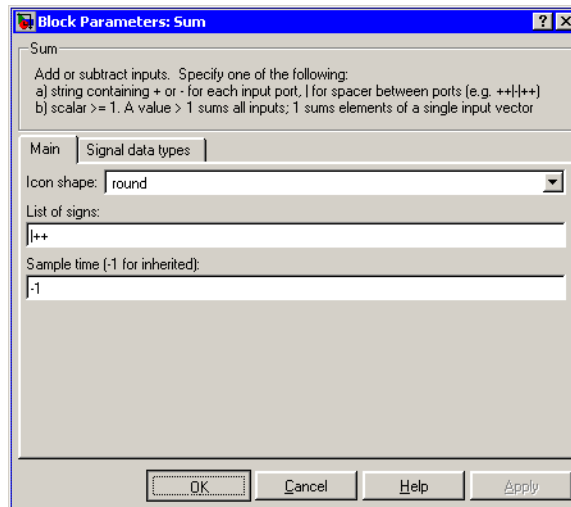 Block Parameters: Sum
Sum
Add or subtract inputs. Specify one of the following:
a) string containing + or - for each input port, | for spacer between ports (e.g. ++|-|++)
b) scalar >= 1. A value > 1 sums all inputs; 1 sums elements of a single input vector
Main Signal data types
Icon shape: round
List of signs:
|++
Sample time (-1 for inherited):
-1
OK Cancel Help Apply